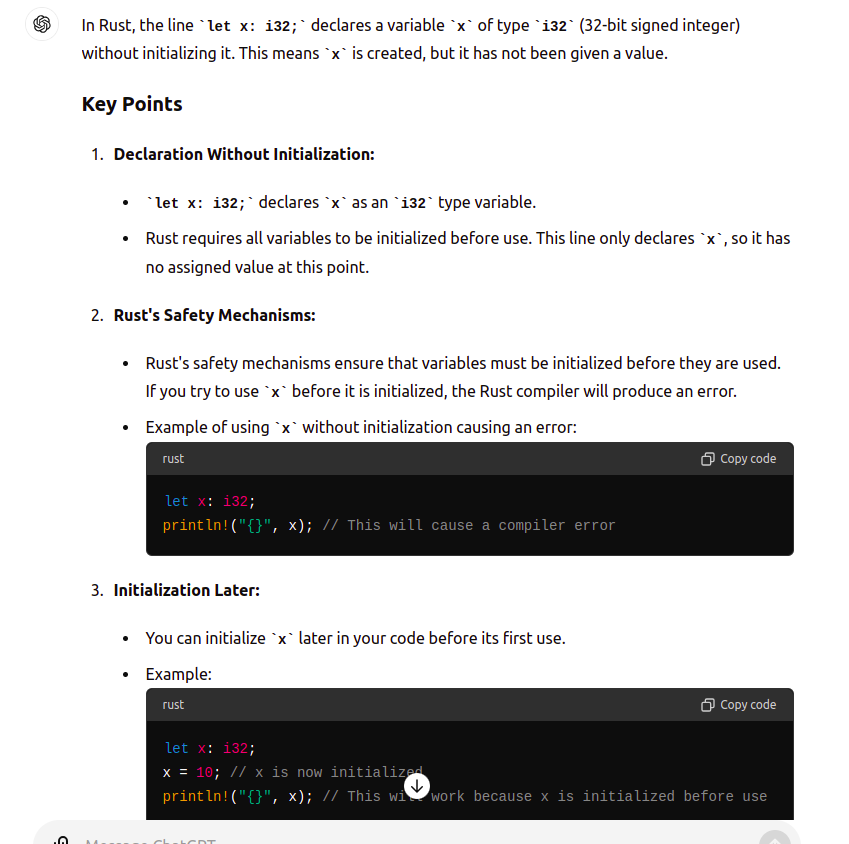 In Rust, the line `let x: i32;` declares a variable `x` of type `i32` (32-bit signed integer)
without initializing it. This means `x` is created, but it has not been given a value.
Key Points
1. Declaration Without Initialization:
• `let x: i32;` declares `x` as an `i32` type variable.
• Rust requires all variables to be initialized before use. This line only declares `x`, so it has
no assigned value at this point.
2. Rust's Safety Mechanisms:
• Rust's safety mechanisms ensure that variables must be initialized before they are used.
If you try to use `x` before it is initialized, the Rust compiler will produce an error.
• Example of using `x` without initialization causing an error:
rust Copy code
let x: i32;
println!("{}", x); // This will cause a compiler error
3. Initialization Later:
• You can initialize `x` later in your code before its first use.
• Example:
rust Copy code
let x: i32;
x = 10; // x is now initialized
println!("{}", x); // This will work because x is initialized before use
Message ChatGPT